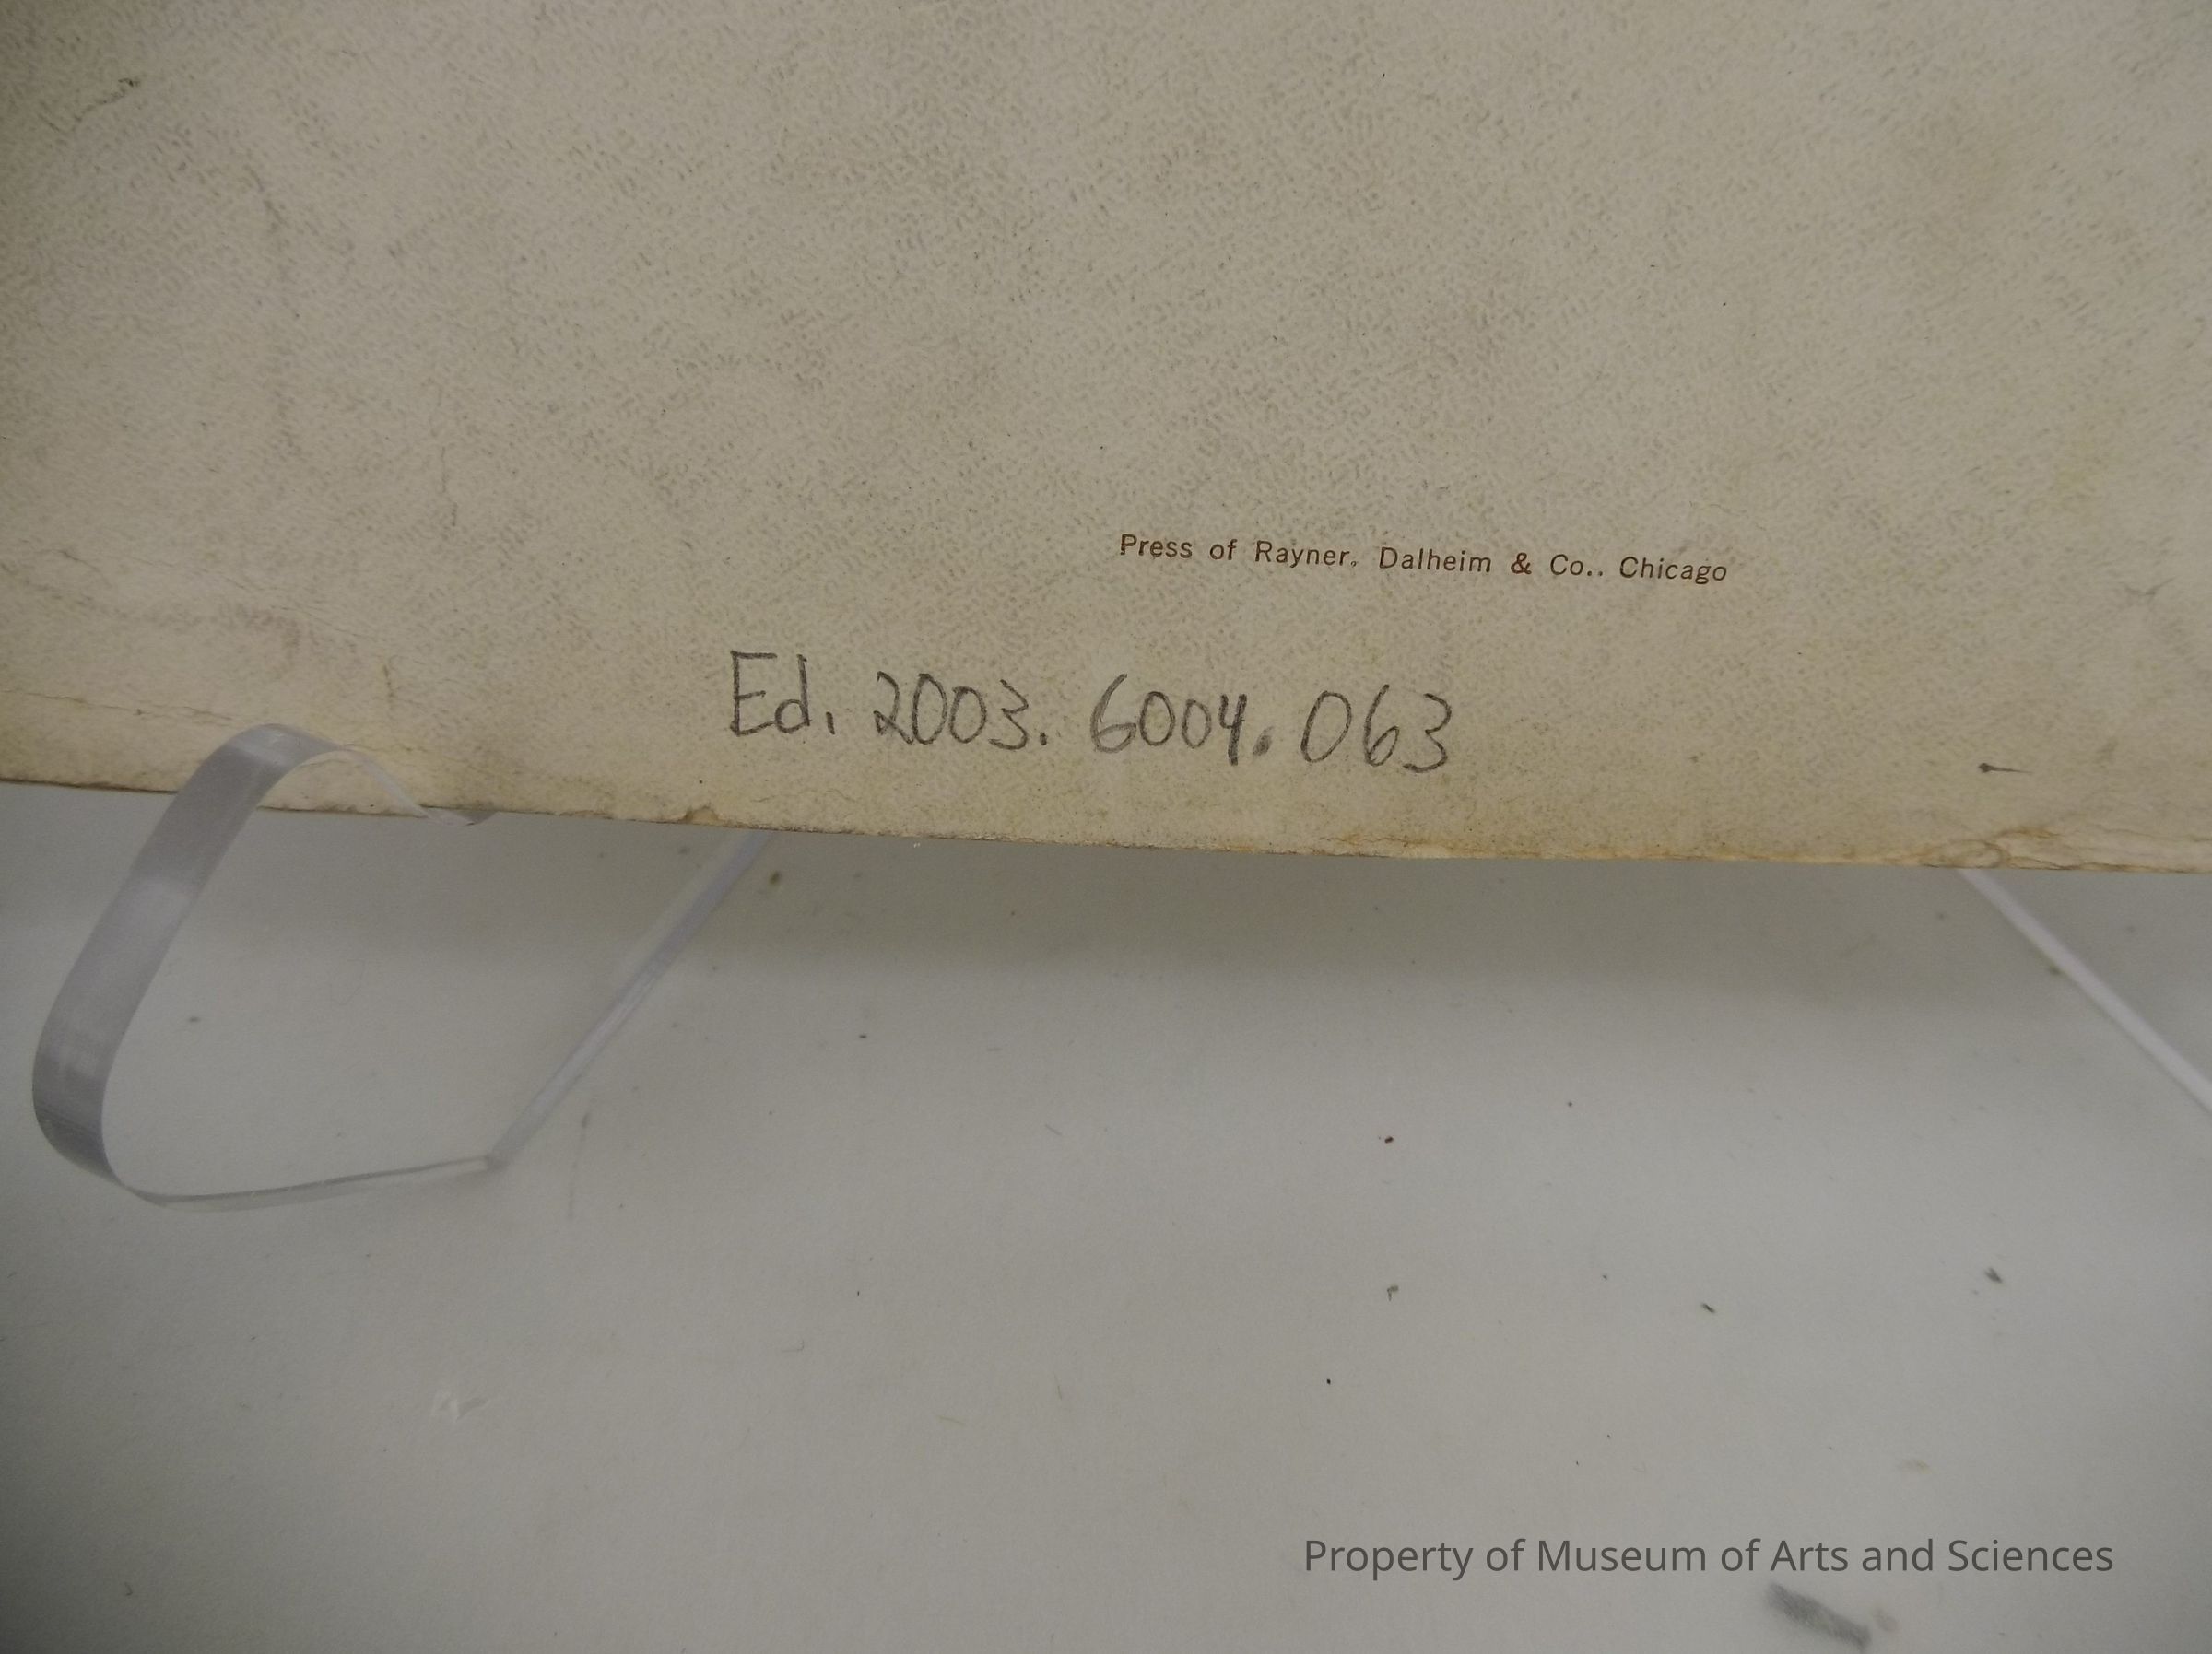 Press of Rayner, Dalheim & Co., Chicago
Ed. 2003. 6004. 063
Property of Museum of Arts and Sciences